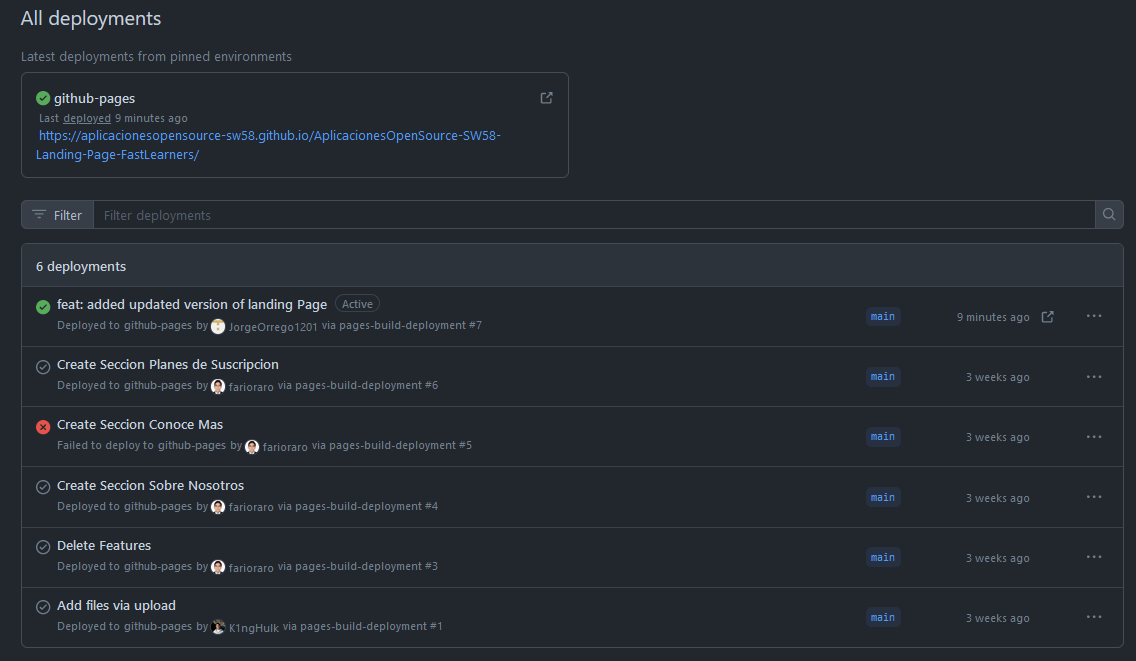 All deployments
Latest deployments from pinned environments
github-pages
Last deployed 9 minutes ago
https://aplicacionesopensource-sw58.github.io/AplicacionesOpenSource-SW58-
Landing-Page-FastLearners/
Filter
Filter deployments
6 deployments
feat: added updated version of landing Page Active
Deployed to github-pages by JorgeOrrego1201 via pages-build-deployment #7
main
9 minutes ago
Create Seccion Planes de Suscripcion
Deployed to github-pages by farioraro via pages-build-deployment #6
main
3 weeks ago
Create Seccion Conoce Mas
Failed to deploy to github-pages by farioraro via pages-build-deployment #5
main
3 weeks ago
Create Seccion Sobre Nosotros
Deployed to github-pages by farioraro via pages-build-deployment #4
main
3 weeks ago
Delete Features
Deployed to github-pages by farioraro via pages-build-deployment #3
main
3 weeks ago
Add files via upload
Deployed to github-pages by K1ngHulk via pages-build-deployment #1
main
3 weeks ago